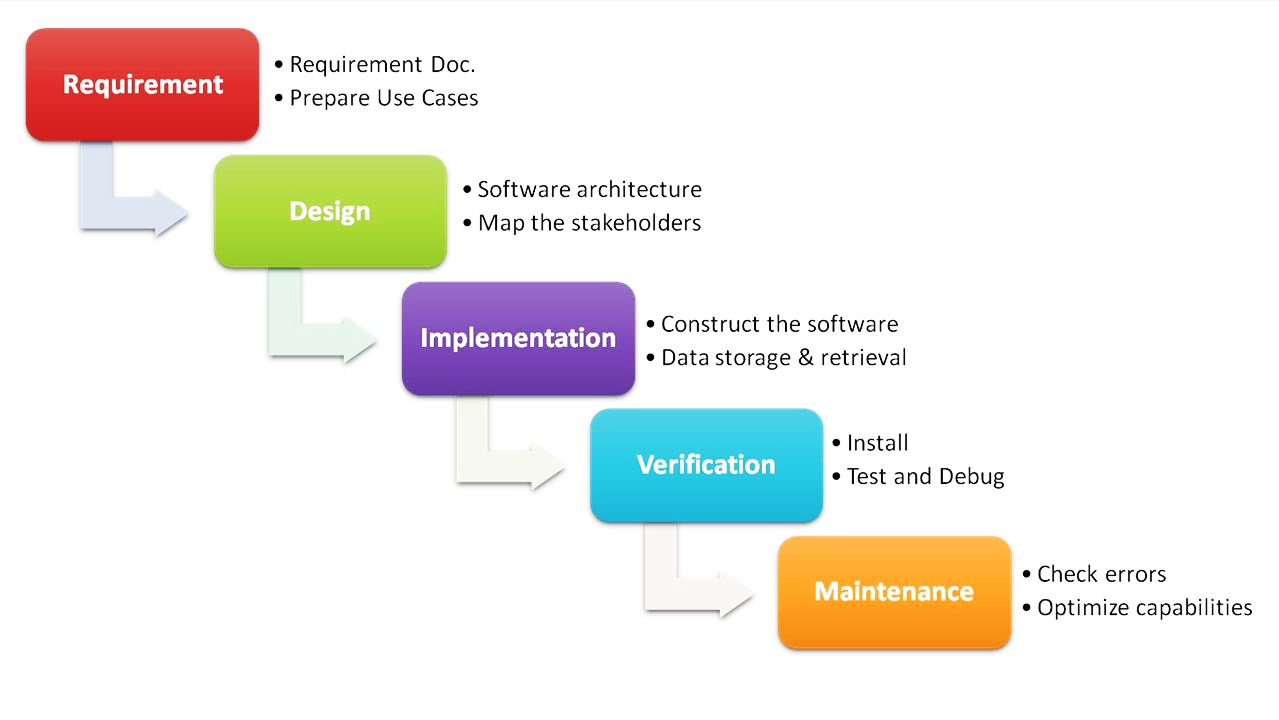 Requirement
• Requirement Doc.
• Prepare Use Cases
Design
• Software architecture
• Map the stakeholders
Implementation
• Construct the software
• Data storage & retrieval
Verification
• Install
• Test and Debug
Maintenance
• Check errors
• Optimize capabilities